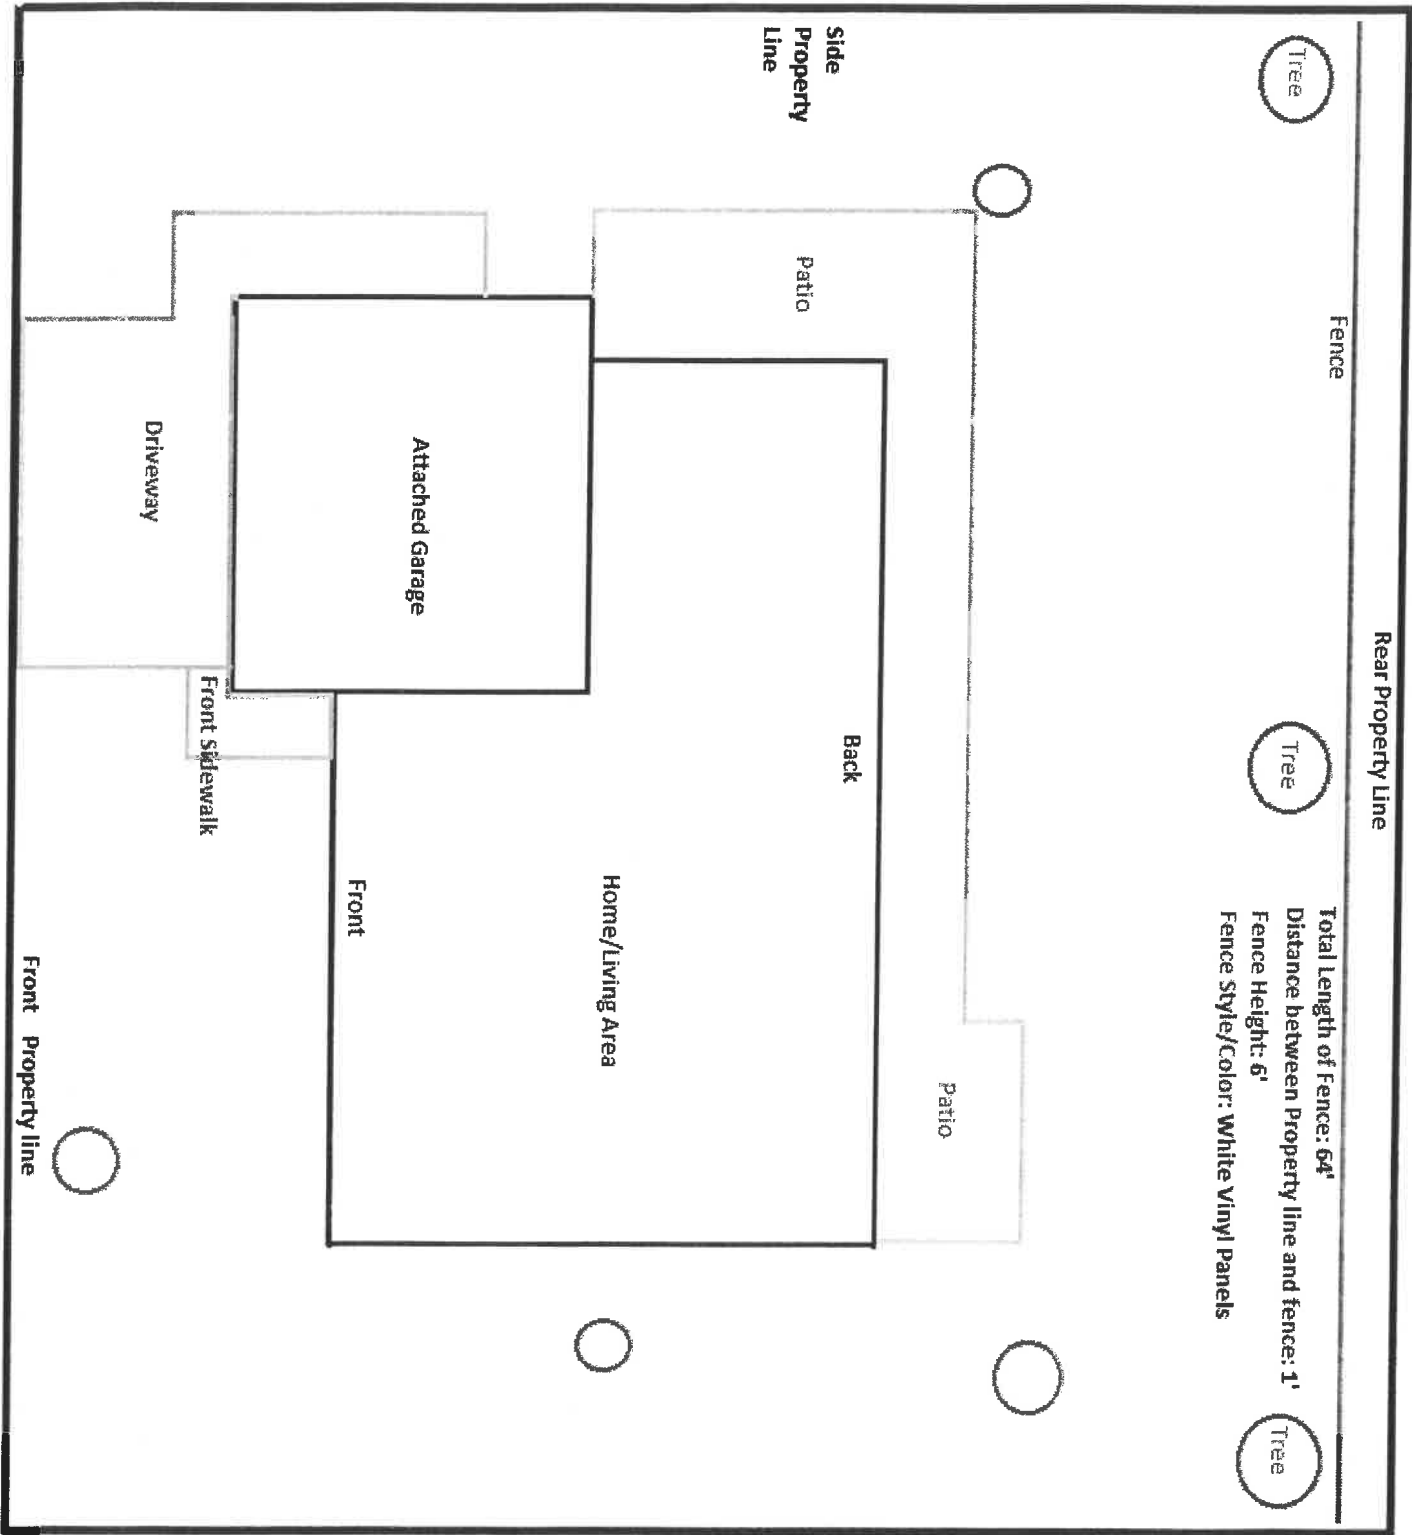 Rear Property Line
Fence
Tree
Tree
Tree
Total Length of Fence: 64'
Distance between Property line and fence: 1'
Fence Height: 6'
Fence Style/Color: White Vinyl Panels
Side
Property
Line
Patio
Patio
Back
Home/Living Area
Attached Garage
Front
Front Sidewalk
Driveway
Front Property line